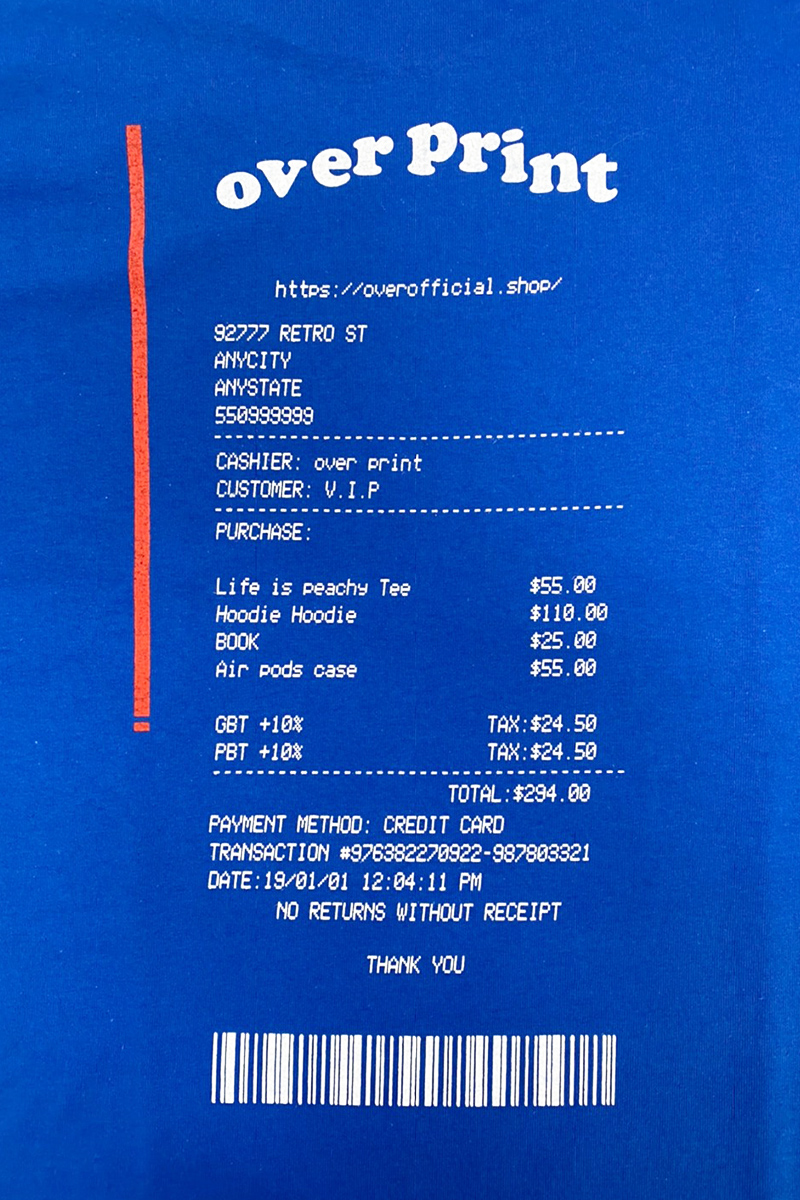 over print
https://overofficial.shop/
92777 RETRO ST
ANYCITY
ANYSTATE
550999999
CASHIER: over print
CUSTOMER: V.I.P
PURCHASE:
Life is peachy Tee $55.00
Hoodie Hoodie $110.00
BOOK $25.00
Air pods case $55.00
GBT +10% TAX:$24.50
PBT +10% TAX:$24.50
TOTAL:$294.00
PAYMENT METHOD: CREDIT CARD
TRANSACTION #976382270922-987803321
DATE:19/01/01 12:04:11 PM
NO RETURNS WITHOUT RECEIPT
THANK YOU